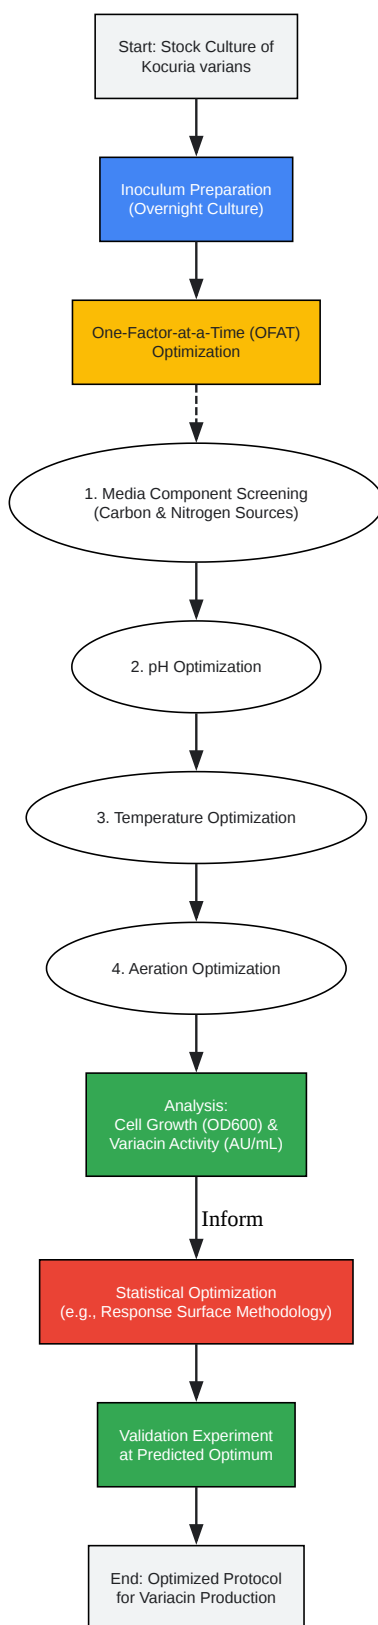 Start: Stock Culture of
Kocuria varians
Inoculum Preparation
(Overnight Culture)
One-Factor-at-a-Time (OFAT)
Optimization
1. Media Component Screening
(Carbon & Nitrogen Sources)
2. pH Optimization
3. Temperature Optimization
4. Aeration Optimization
Analysis:
Cell Growth (OD600) &
Variacin Activity (AU/mL)
Inform
Statistical Optimization
(e.g., Response Surface Methodology)
Validation Experiment
at Predicted Optimum
End: Optimized Protocol
for Variacin Production